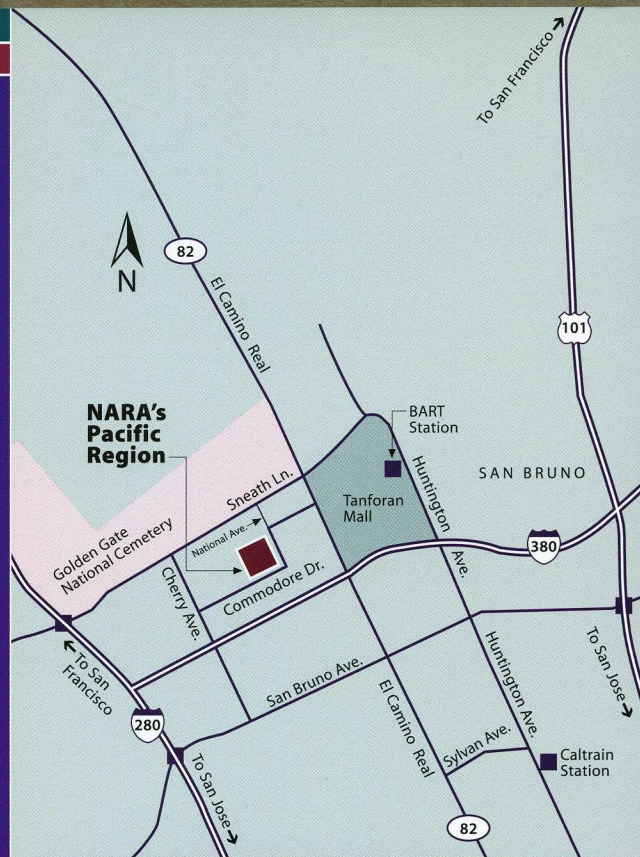 To San Francisco
82
N
El Camino Real
101
NARA's
Pacific
Region
BART
Station
SAN BRUNO
Huntington
Ave.
Tanforan
Mall
Sneath Ln.
National Ave.
Golden Gate
National Cemetery
380
Cherry Ave.
Commodore Dr.
To San
Francisco
San Bruno Ave.
Huntington Ave.
To San Jose
280
El Camino Real
Sylvan Ave.
Caltrain
Station
To San Jose
82